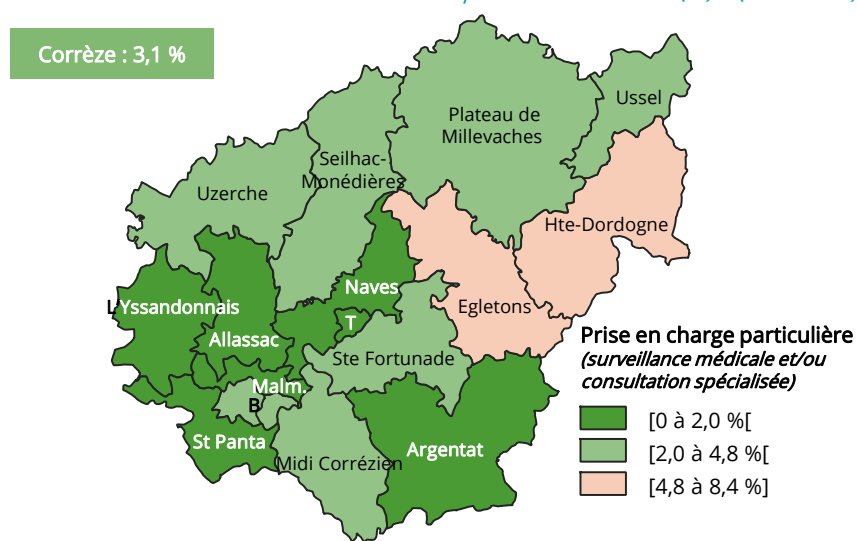 Corrèze : 3,1 %
Ussel
Plateau de
Millevaches
Seilhac-
Monédières
Uzerche
Hte-Dordogne
Naves
Egletons
L'Yssandonnais
T
Allassac
Ste Fortunade
Malm.
B
St Panta
Midi Corrézien
Argentat
Prise en charge particulière
(surveillance médicale et/ou
consultation spécialisée)
[0 à 2,0 %[
[2,0 à 4,8 %[
[4,8 à 8,4 %]